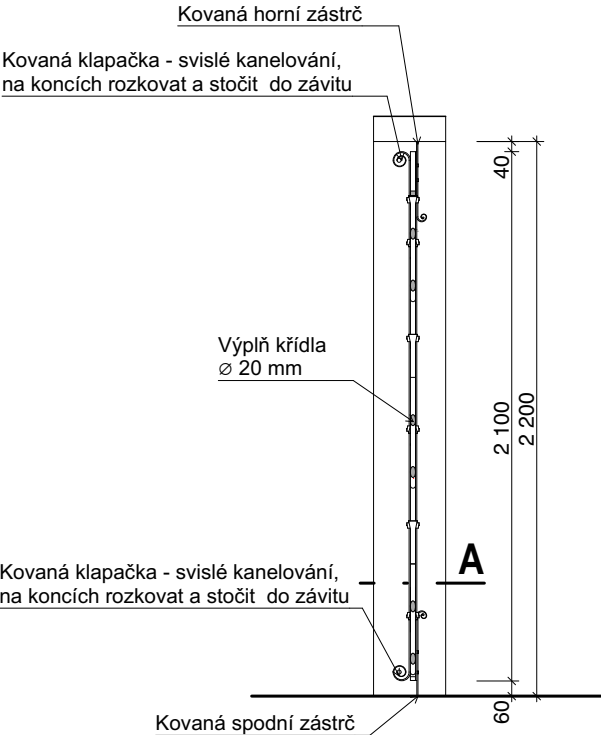 Kovaná horní zástrč
Kovaná klapačka - svislé kanelování,
na koncích rozkovat a stočit do závitu
40
Výplň křídla
∅ 20 mm
2 100
2 200
A
Kovaná klapačka - svislé kanelování,
na koncích rozkovat a stočit do závitu
60
Kovaná spodní zástrč